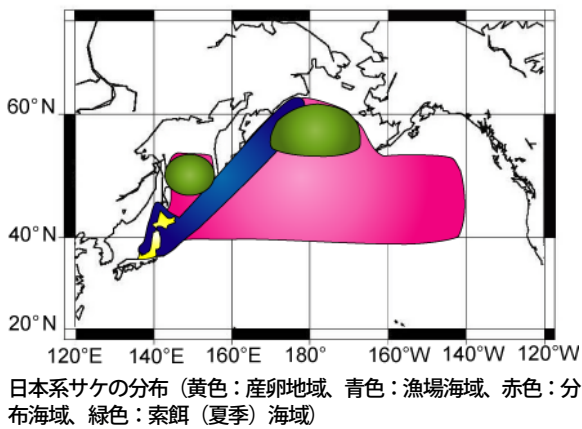 60°N
40°N
20°N
120°E 140°E 160°E 180° 160°W 140°W 120°W
日本系サケの分布（黄色：産卵地域、青色：漁場海域、赤色：分
布海域、緑色：索餌（夏季）海域）